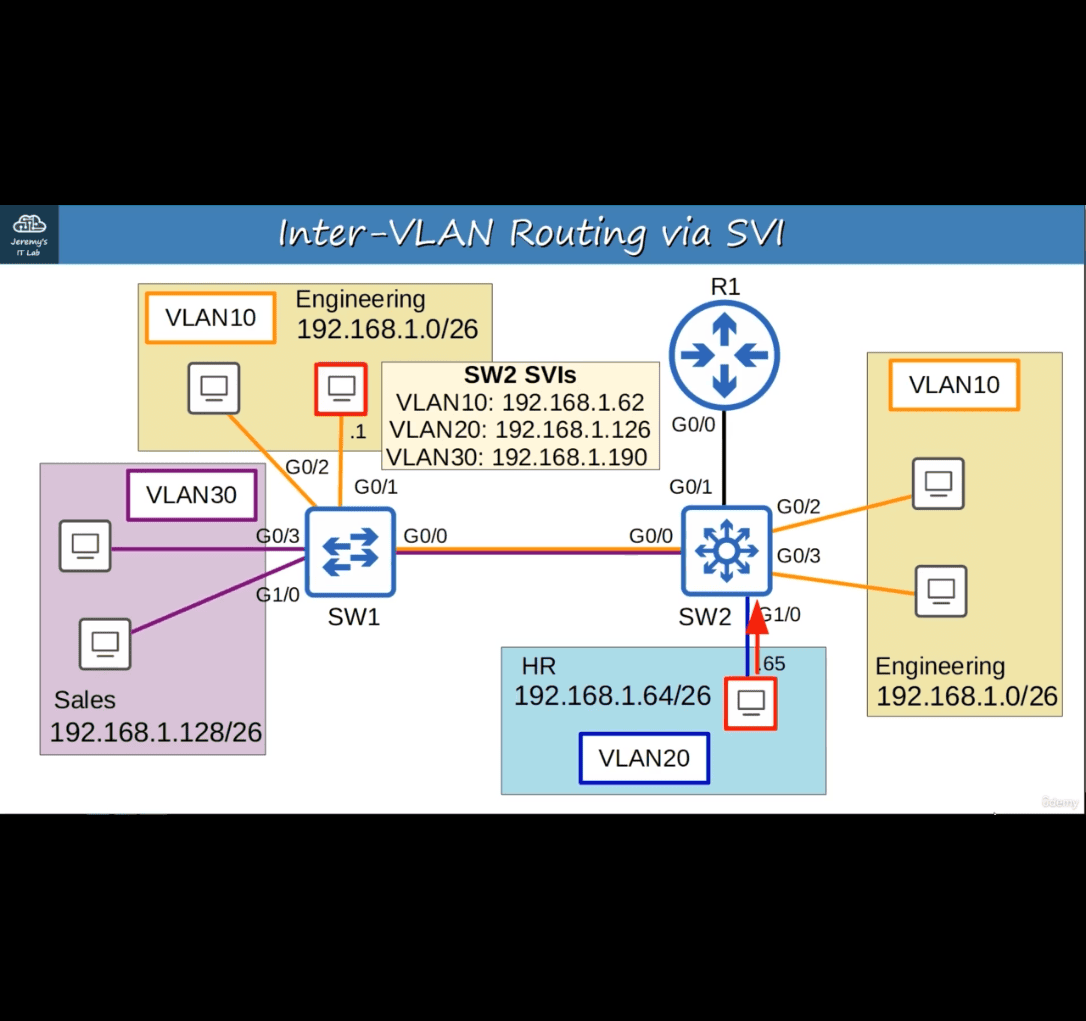 Jeremy's
IT Lab
Inter-VLAN Routing via SVI
VLAN10
Engineering
192.168.1.0/26
.1
SW2 SVIs
VLAN10: 192.168.1.62
VLAN20: 192.168.1.126
VLAN30: 192.168.1.190
R1
G0/0
VLAN10
VLAN30
G0/2
G0/1
G0/3
G0/0
G1/0
SW1
Sales
192.168.1.128/26
G0/1
G0/0
G0/2
G0/3
SW2
G1/0
.65
HR
192.168.1.64/26
VLAN20
Engineering
192.168.1.0/26
ûdemy